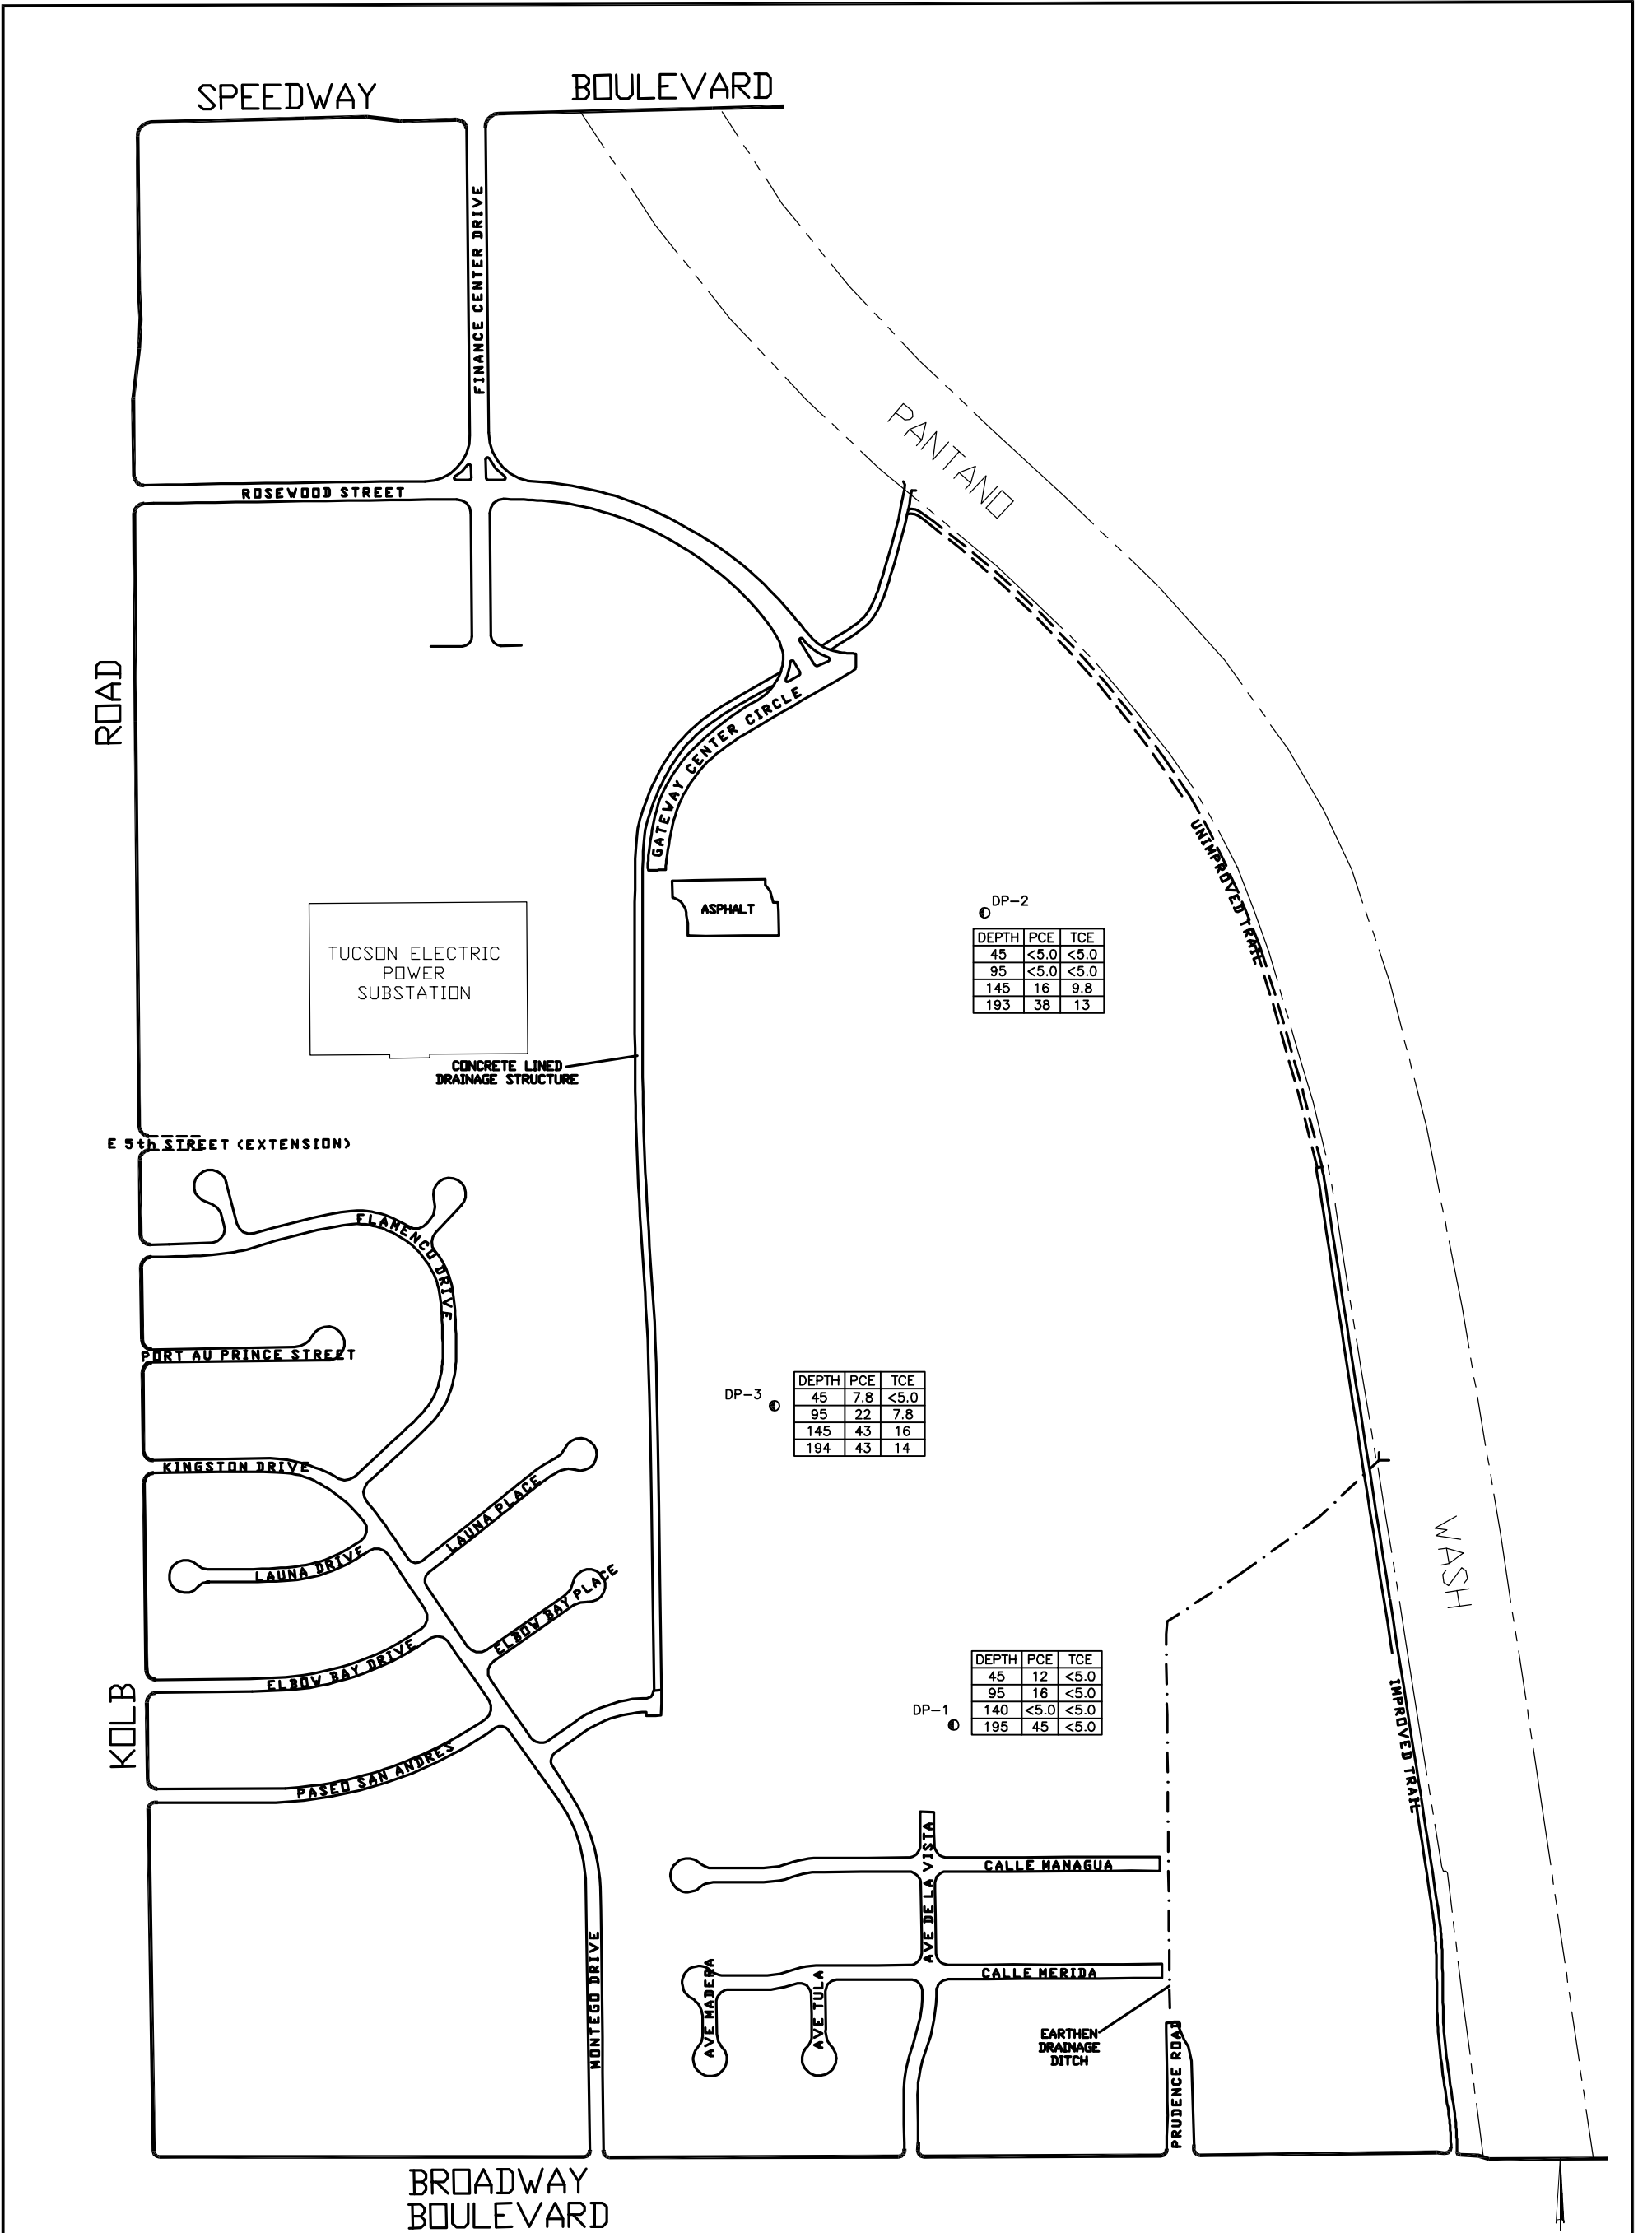 SPEEDWAY BOULEVARD
FINANCE CENTER DRIVE
PANTANO
ROSEWOOD STREET
ROAD
GATEWAY CENTER CIRCLE
UNIMPROVED TRAIL
ASPHALT
DP-2
DEPTH PCE TCE
45 <5.0 <5.0
95 <5.0 <5.0
145 16 9.8
193 38 13
TUCSON ELECTRIC
POWER
SUBSTATION
CONCRETE LINED
DRAINAGE STRUCTURE
E 5th STREET (EXTENSION)
FLAMENCO DRIVE
PORT AU PRINCE STREET
DP-3
DEPTH PCE TCE
45 7.8 <5.0
95 22 7.8
145 43 16
194 43 14
KINGSTON DRIVE
LAUNA PLACE
LAUNA DRIVE
WASH
ELBOW BAY PLACE
ELBOW BAY DRIVE
KOLB
DP-1
DEPTH PCE TCE
45 12 <5.0
95 16 <5.0
140 <5.0 <5.0
195 45 <5.0
IMPROVED TRAIL
PASEO SAN ANDRES
AVE DE LA VISTA
CALLE MANAGUA
MONTEGO DRIVE
AVE MADERA
AVE TULA
CALLE MERIDA
EARTHEN
DRAINAGE
DITCH
PRUDENCE ROAD
BROADWAY
BOULEVARD